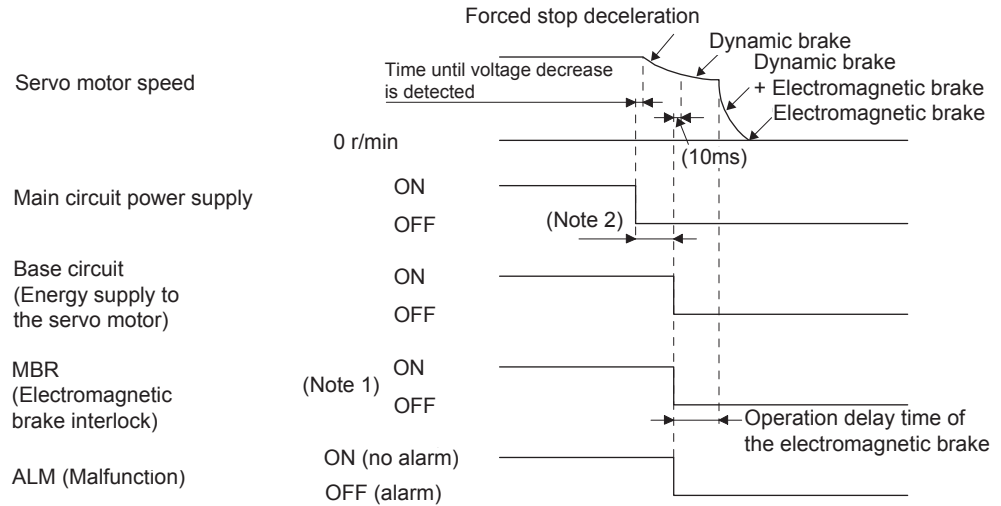 Forced stop deceleration
Dynamic brake
Dynamic brake
+ Electromagnetic brake
Electromagnetic brake
Servo motor speed
Time until voltage decrease
is detected
0 r/min
(10ms)
Main circuit power supply
ON
OFF
(Note 2)
Base circuit
(Energy supply to
the servo motor)
ON
OFF
MBR
(Electromagnetic
brake interlock)
(Note 1)
ON
OFF
Operation delay time of
the electromagnetic brake
ALM (Malfunction)
ON (no alarm)
OFF (alarm)